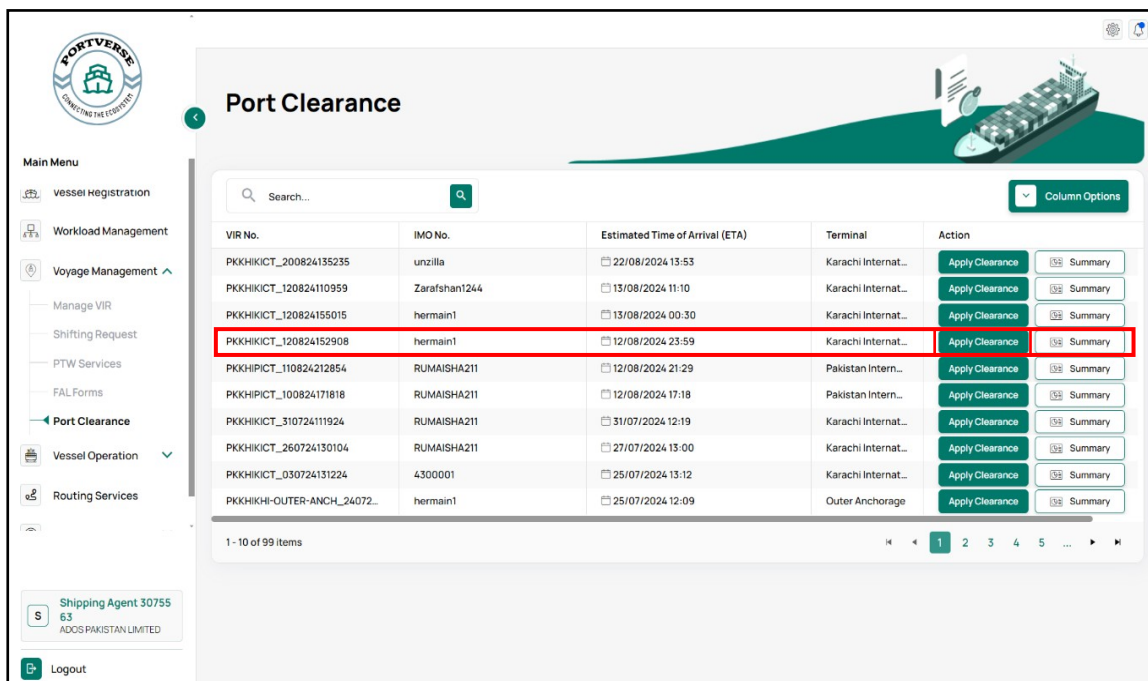 PORTVERSE
CONNECTING THE ECOSYSTEM
Port Clearance
Main Menu
Vessel Registration
Workload Management
Voyage Management
Manage VIR
Shifting Request
PTW Services
FAL Forms
Port Clearance
Vessel Operation
Routing Services
Shipping Agent 30755
63
S
ADOS PAKISTAN LIMITED
Logout
Search...
Column Options
VIR No. IMO No. Estimated Time of Arrival (ETA) Terminal Action
PKKHIKICT_200824135235 unzilla 22/08/2024 13:53 Karachi Internat... Apply Clearance Summary
PKKHIKICT_120824110959 Zarafshan1244 13/08/2024 11:10 Karachi Internat... Apply Clearance Summary
PKKHIKICT_120824155015 hermain1 13/08/2024 00:30 Karachi Internat... Apply Clearance Summary
PKKHIKICT_120824152908 hermain1 12/08/2024 23:59 Karachi Internat... Apply Clearance Summary
PKKHIPICT_110824212854 RUMAISHA211 12/08/2024 21:29 Pakistan Intern... Apply Clearance Summary
PKKHIPICT_100824171818 RUMAISHA211 12/08/2024 17:18 Pakistan Intern... Apply Clearance Summary
PKKHIKICT_310724111924 RUMAISHA211 31/07/2024 12:19 Karachi Internat... Apply Clearance Summary
PKKHIKICT_260724130104 RUMAISHA211 27/07/2024 13:00 Karachi Internat... Apply Clearance Summary
PKKHIKICT_030724131224 4300001 25/07/2024 13:12 Karachi Internat... Apply Clearance Summary
PKKHIKHI-OUTER-ANCH_24072... hermain1 25/07/2024 12:09 Outer Anchorage Apply Clearance Summary
1 - 10 of 99 items
1 2 3 4 5 ...